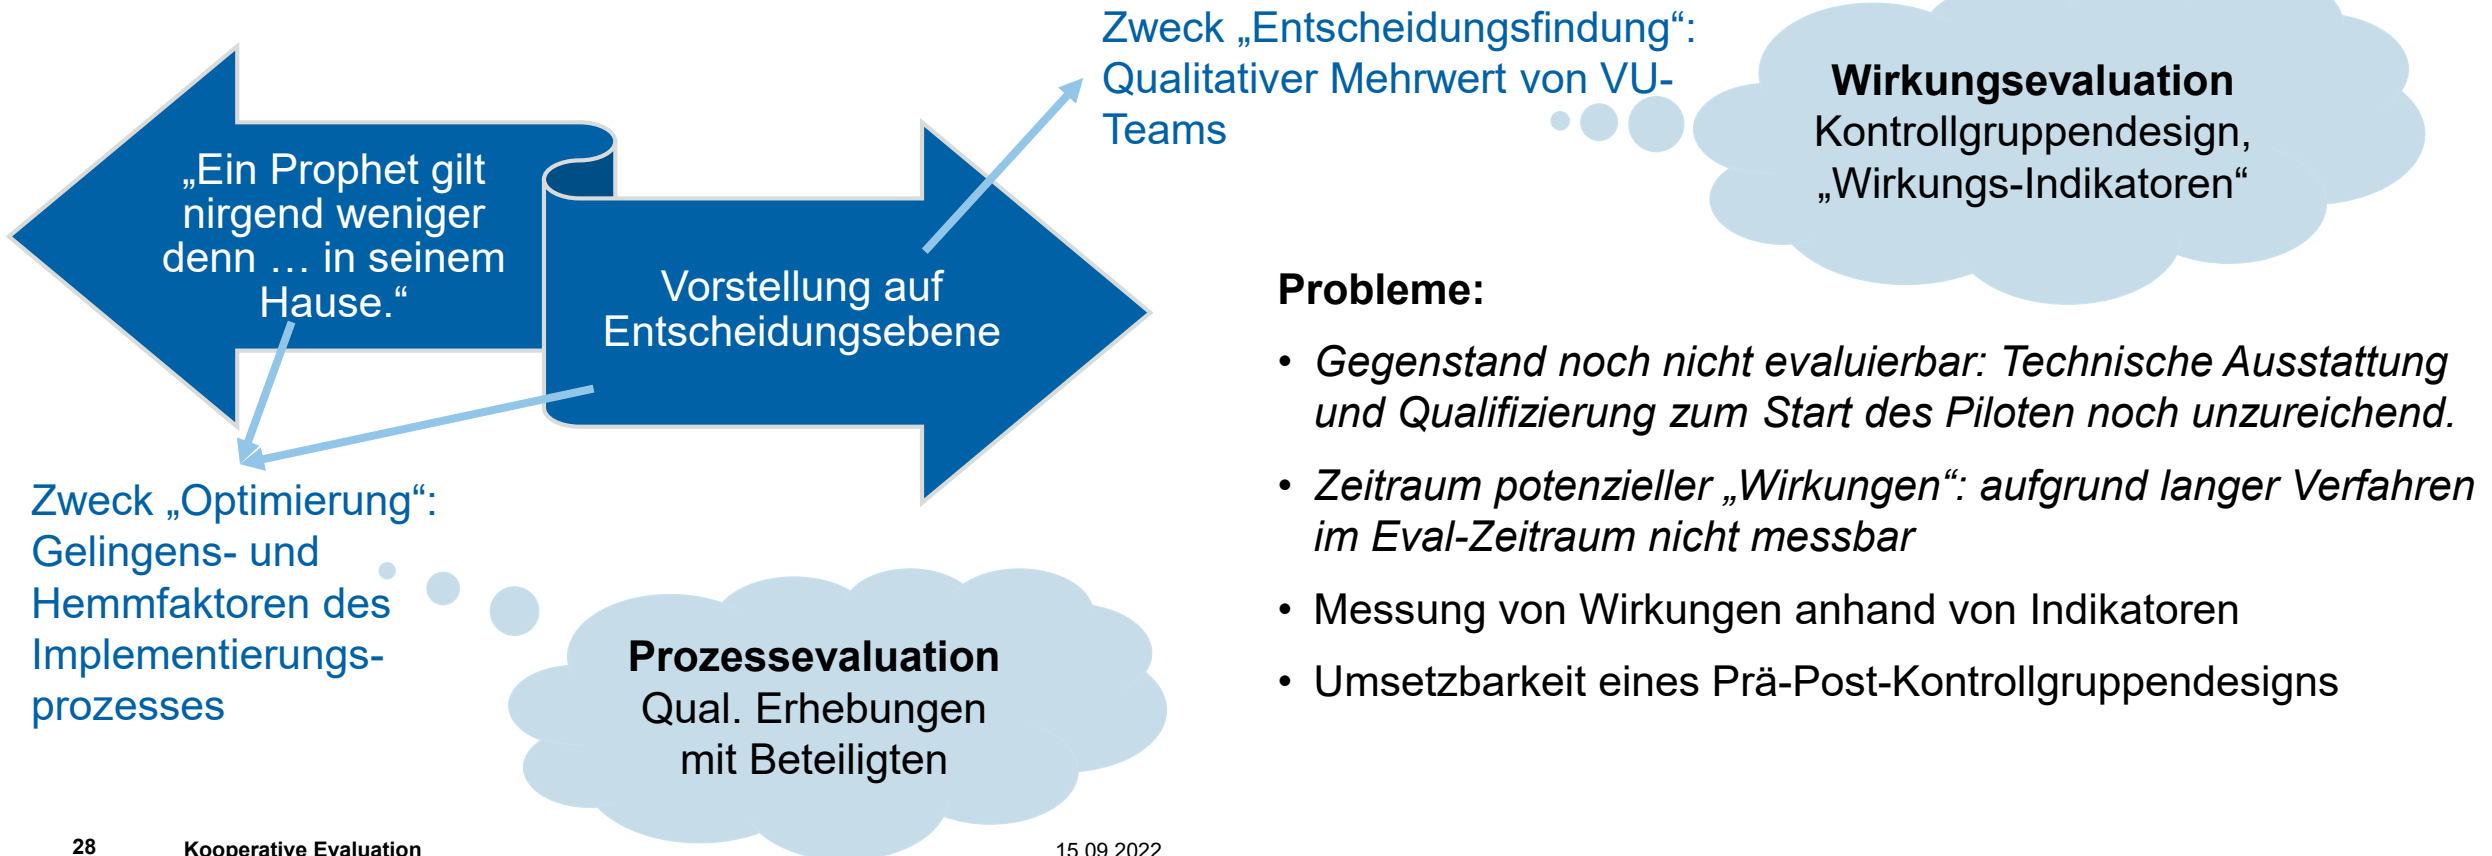 „Ein Prophet gilt
nirgend weniger
denn … in seinem
Hause.“
Vorstellung auf
Entscheidungsebene
Zweck „Entscheidungsfindung“:
Qualitativer Mehrwert von VU-
Teams
Wirkungsevaluation
Kontrollgruppendesign,
„Wirkungs-Indikatoren“
Zweck „Optimierung“:
Gelingens- und
Hemmfaktoren des
Implementierungs-
prozesses
Prozessevaluation
Qual. Erhebungen
mit Beteiligten
Probleme:
• Gegenstand noch nicht evaluierbar: Technische Ausstattung
und Qualifizierung zum Start des Piloten noch unzureichend.
• Zeitraum potenzieller „Wirkungen“: aufgrund langer Verfahren
im Eval-Zeitraum nicht messbar
• Messung von Wirkungen anhand von Indikatoren
• Umsetzbarkeit eines Prä-Post-Kontrollgruppendesigns
28 Kooperative Evaluation 15.09.2022